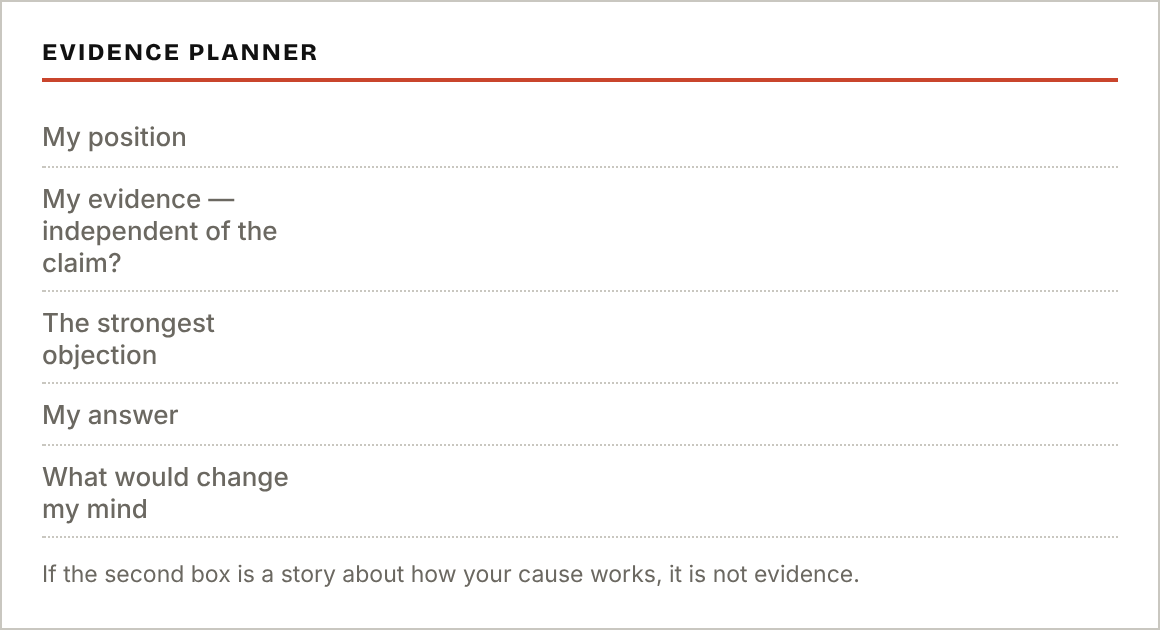 EVIDENCE PLANNER
My position
My evidence —
independent of the
claim?
The strongest
objection
My answer
What would change
my mind
If the second box is a story about how your cause works, it is not evidence.